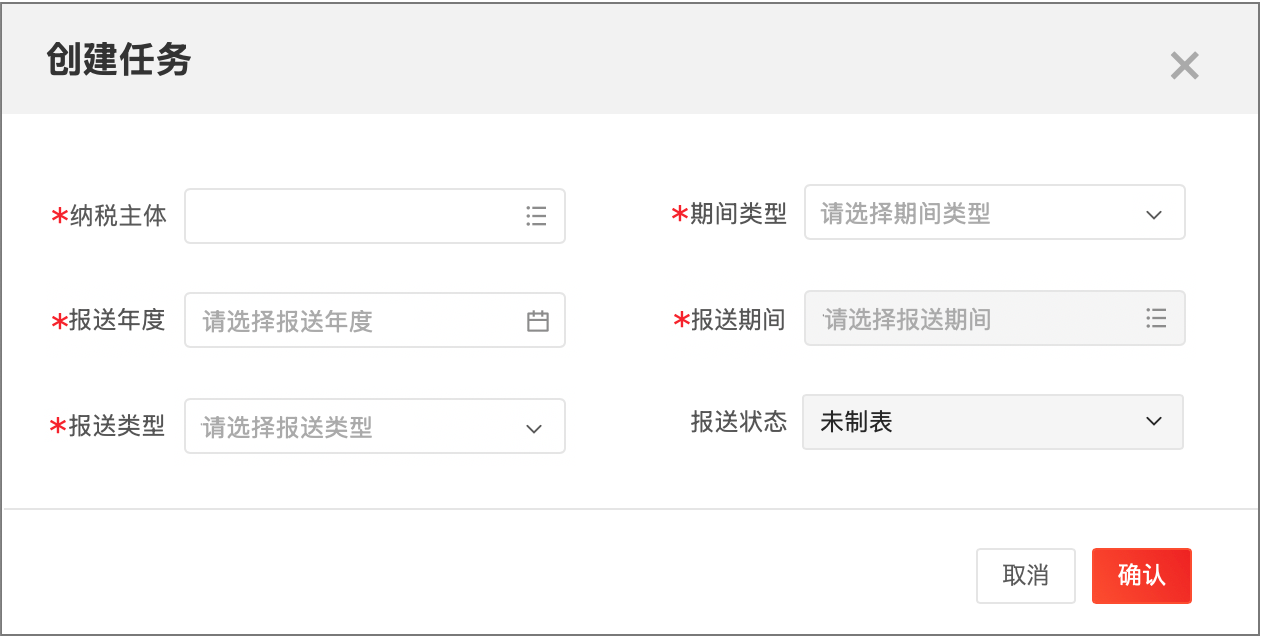 创建任务
*纳税主体
*期间类型 请选择期间类型
*报送年度 请选择报送年度
*报送期间 请选择报送期间
*报送类型 请选择报送类型
报送状态 未制表
取消 确认